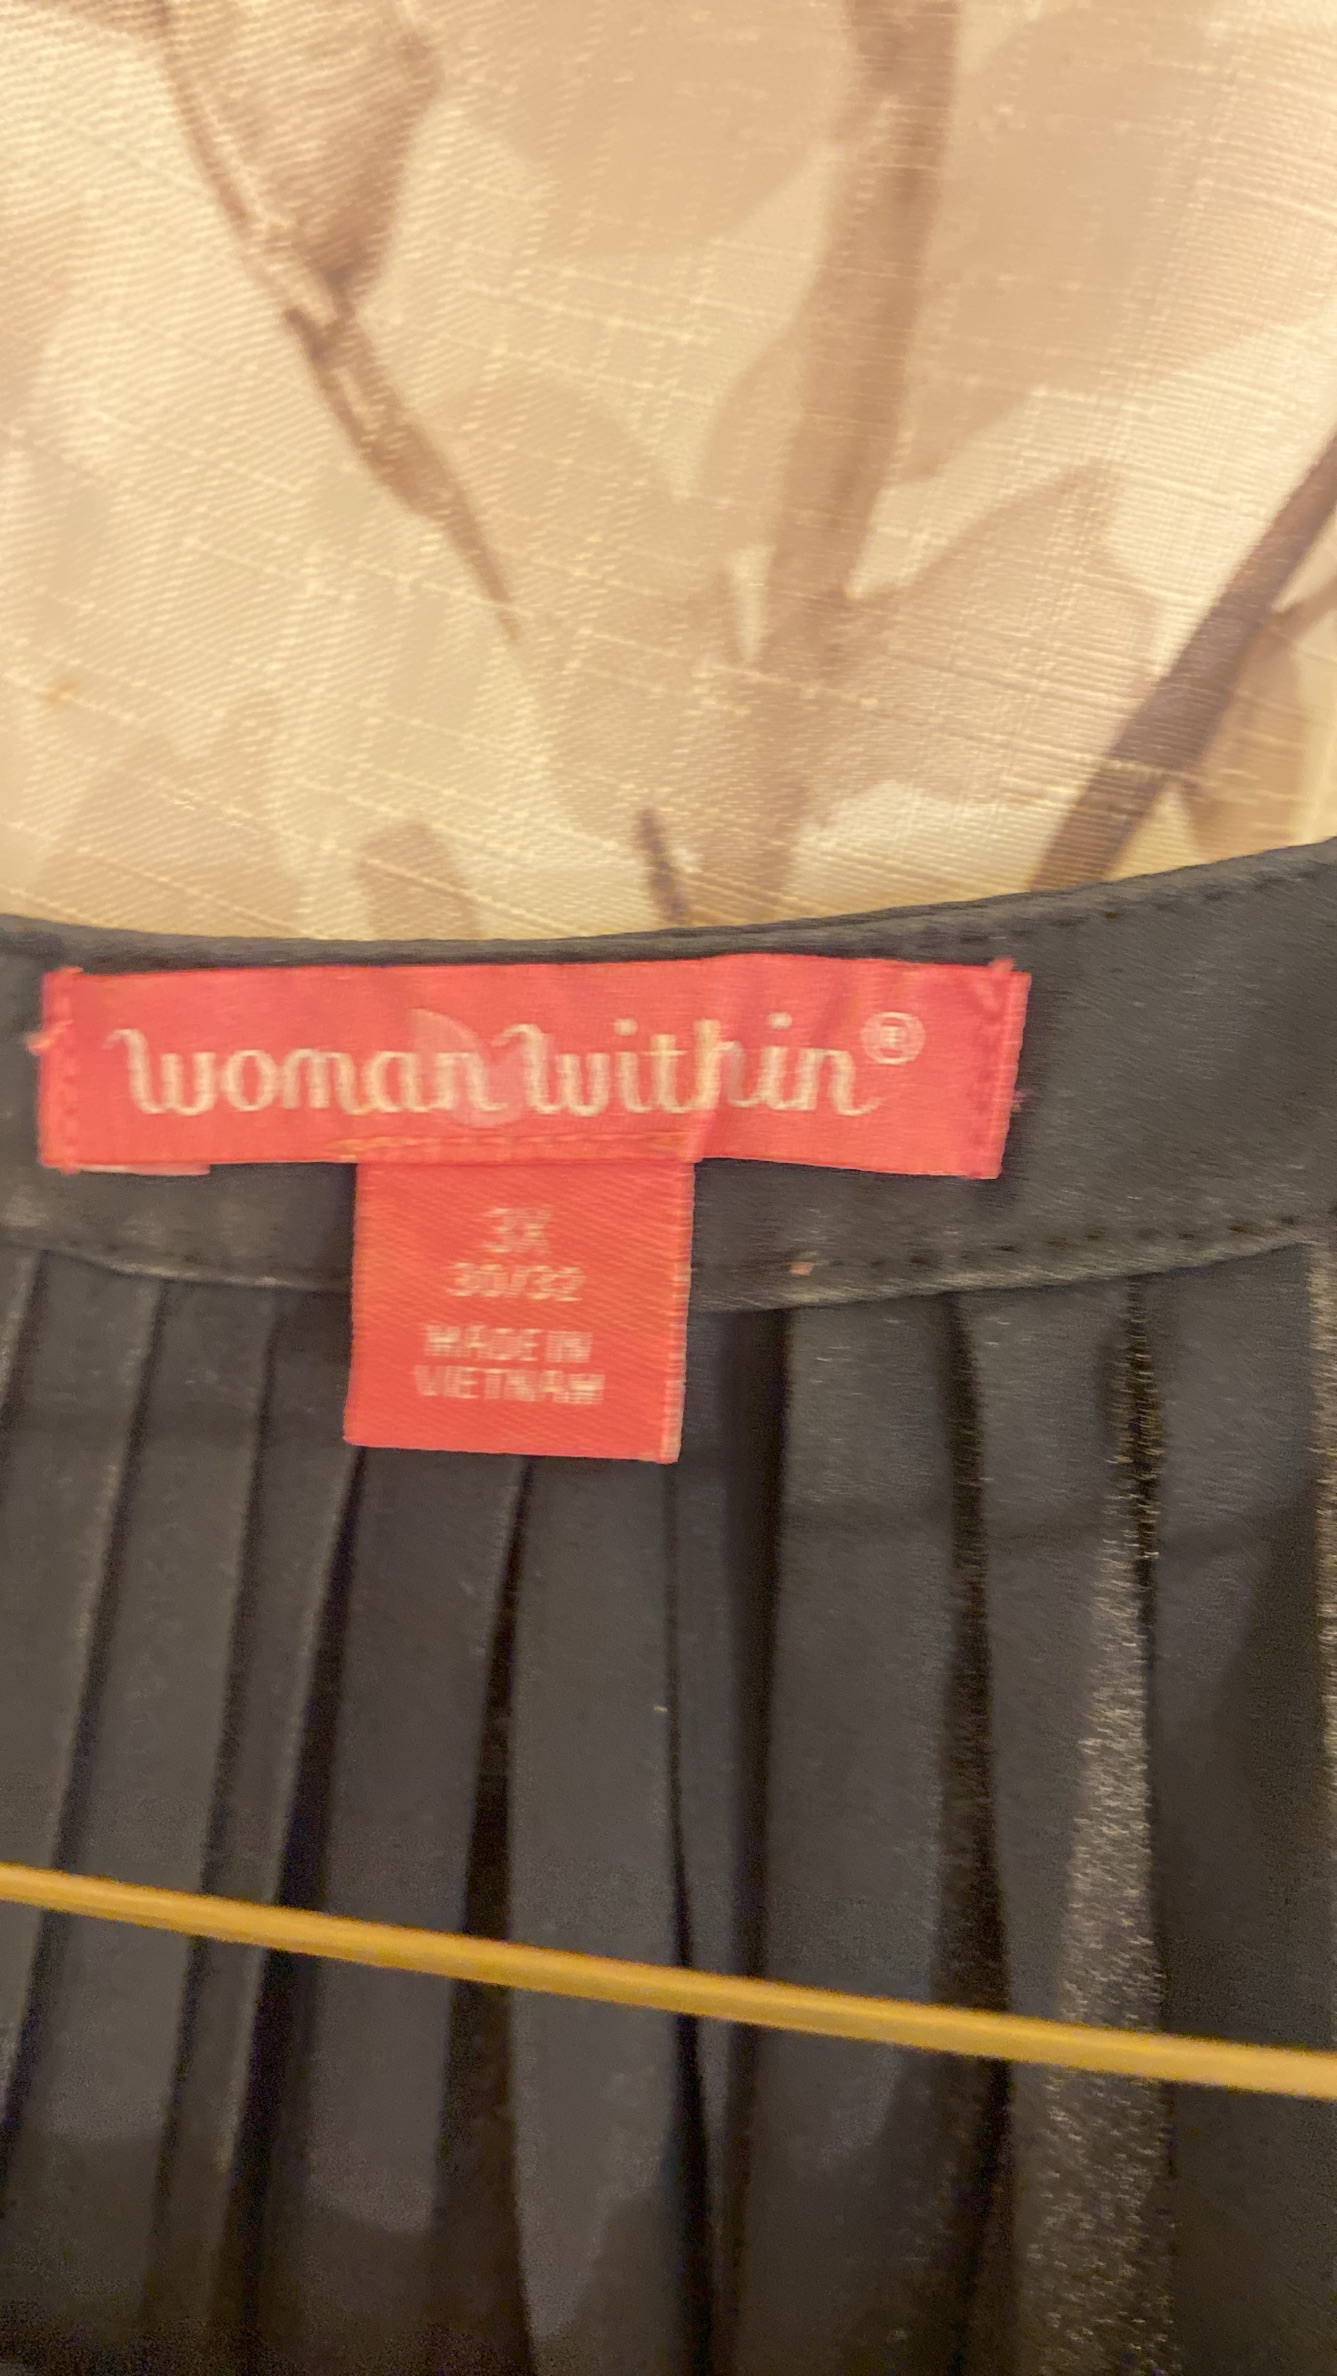 woman within®
3X
30/32
MADE IN
VIETNAM